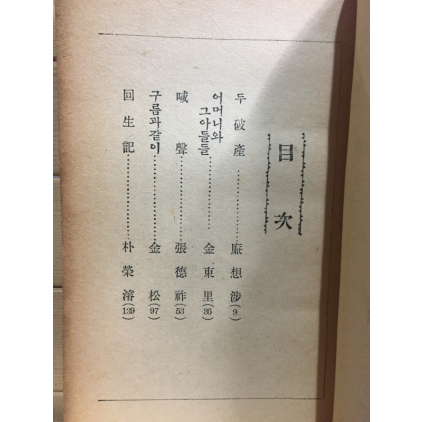 目次
두破產 廉想涉 (9)
어머니와 그아들들 金東里 (35)
喊聲 張德祚 (53)
구름과같이 金松 (97)
回生記 朴榮濬 (139)